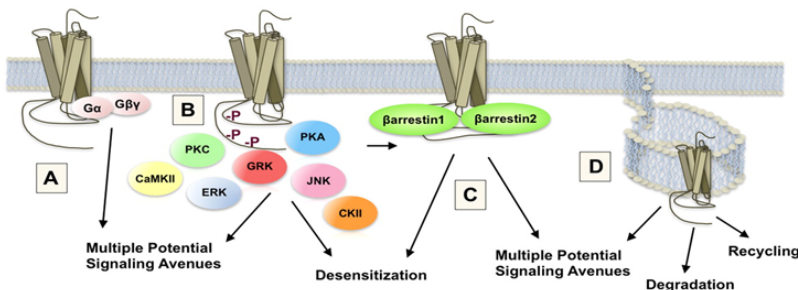 Gα
Gβγ
A
B
-P
-P
-P
PKC
PKA
CaMKII
GRK
ERK
JNK
CKII
Multiple Potential
Signaling Avenues
Desensitization
βarrestin1
βarrestin2
C
Multiple Potential
Signaling Avenues
D
Recycling
Degradation